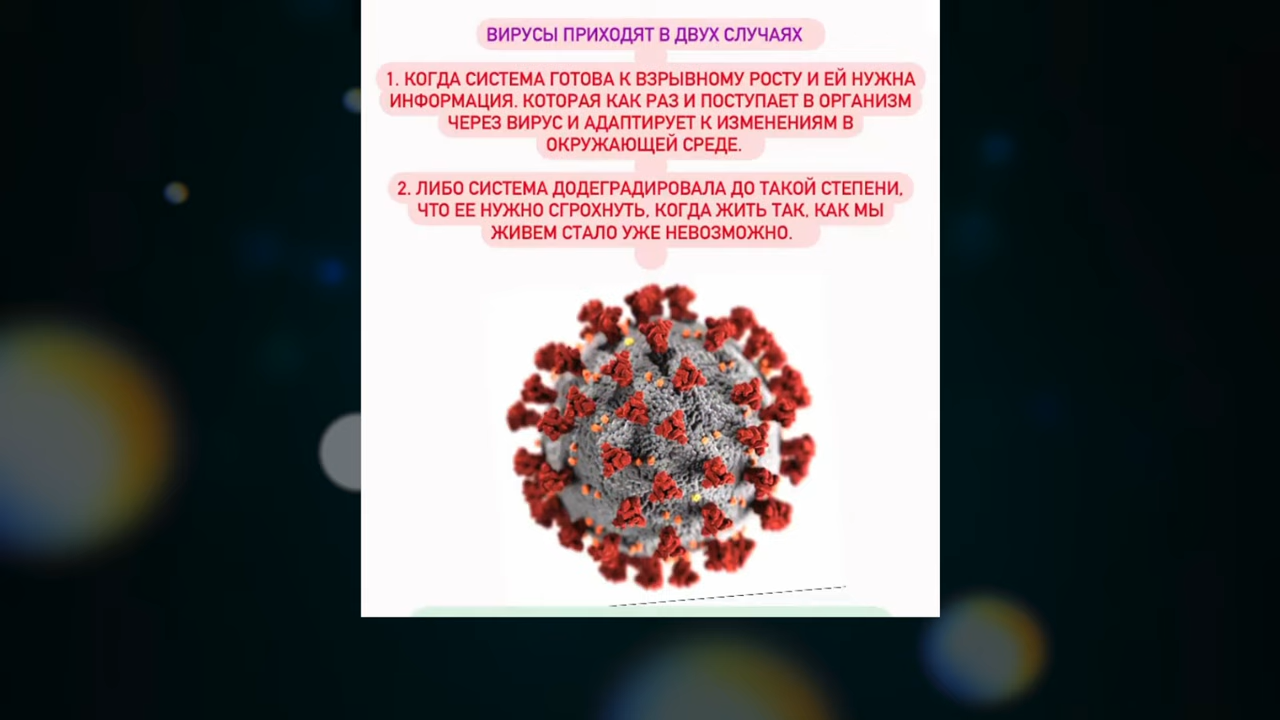 ВИРУСЫ ПРИХОДЯТ В ДВУХ СЛУЧАЯХ
1. КОГДА СИСТЕМА ГОТОВА К ВЗРЫВНОМУ РОСТУ И ЕЙ НУЖНА
ИНФОРМАЦИЯ. КОТОРАЯ КАК РАЗ И ПОСТУПАЕТ В ОРГАНИЗМ
ЧЕРЕЗ ВИРУС И АДАПТИРУЕТ К ИЗМЕНЕНИЯМ В
ОКРУЖАЮЩЕЙ СРЕДЕ.
2. ЛИБО СИСТЕМА ДОДЕГРАДИРОВАЛА ДО ТАКОЙ СТЕПЕНИ,
ЧТО ЕЕ НУЖНО СГРОХНУТЬ, КОГДА ЖИТЬ ТАК, КАК МЫ
ЖИВЕМ СТАЛО УЖЕ НЕВОЗМОЖНО.